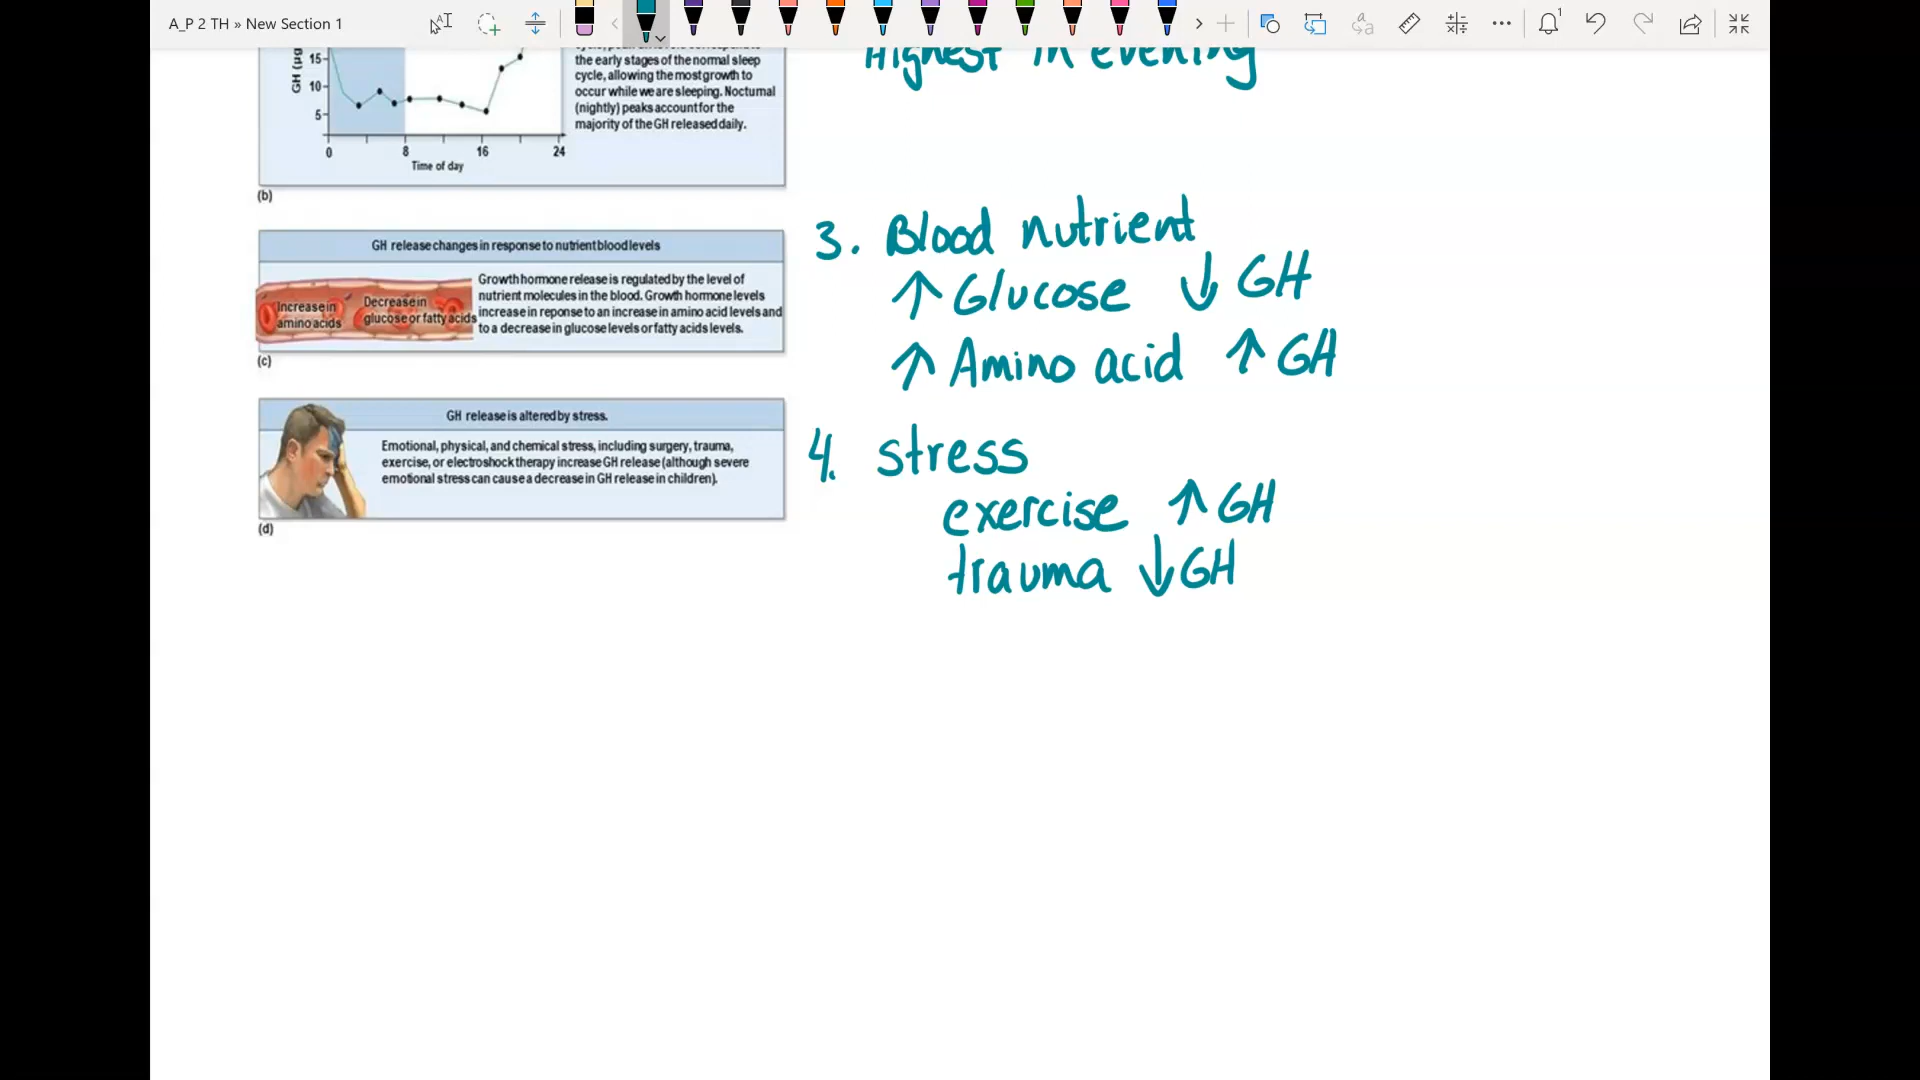 A_P 2 TH » New Section 1
Highest in evening
GH (µg
15
10
5
0 8 16 24
Time of day
the early stages of the normal sleep
cycle, allowing the most growth to
occur while we are sleeping. Nocturnal
(nightly) peaks account for the
majority of the GH released daily.
(b)
GH release changes in response to nutrient blood levels
Increase in
amino acids
Decrease in
glucose or fatty acids
Growth hormone release is regulated by the level of
nutrient molecules in the blood. Growth hormone levels
increase in reponse to an increase in amino acid levels and
to a decrease in glucose levels or fatty acids levels.
(c)
3. Blood nutrient
↑ Glucose ↓ GH
↑ Amino acid ↑ GH
GH release is altered by stress.
Emotional, physical, and chemical stress, including surgery, trauma,
exercise, or electroshock therapy increase GH release (although severe
emotional stress can cause a decrease in GH release in children).
(d)
4. stress
exercise ↑ GH
trauma ↓ GH